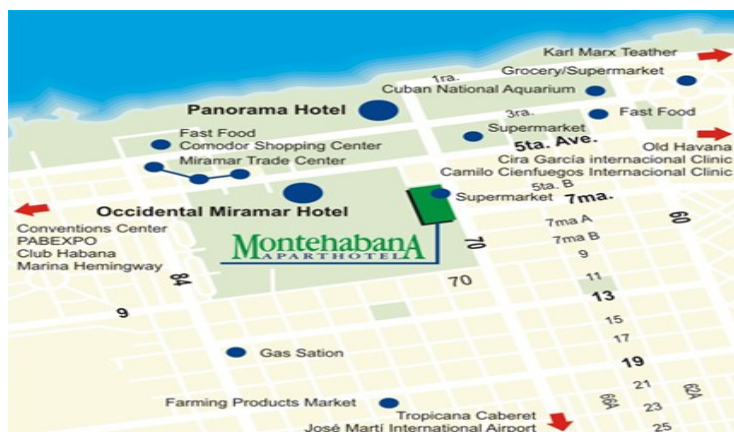 Karl Marx Teather
1ra.
Grocery/Supermarket
Cuban National Aquarium
Panorama Hotel
3ra.
Fast Food
Fast Food
Comodor Shopping Center
Supermarket
5ta. Ave.
Miramar Trade Center
Old Havana
Cira García internacional Clinic
Camilo Cienfuegos Internacional Clinic
5ta. B
Supermarket
7ma.
Occidental Miramar Hotel
60
7ma A
Conventions Center
PABEXPO
Club Habana
Marina Hemingway
MontehabanA
APARTHOTEL
70
7ma B
9
84
70
11
13
9
15
17
Gas Sation
19
21
62A
66A
Farming Products Market
23
Tropicana Caberet
José Martí International Airport
25